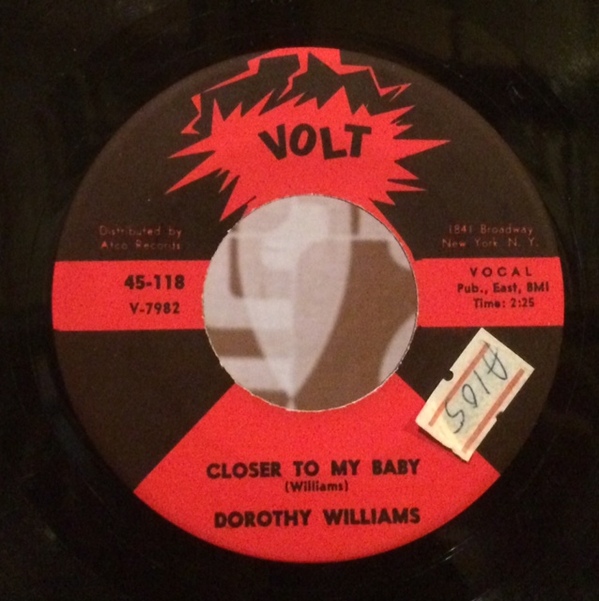 VOLT
Distributed by
Atco Records
1841 Broadway
New York, N. Y.
45-118
V-7982
VOCAL
Pub., East, BMI
Time: 2:25
A105
CLOSER TO MY BABY
(Williams)
DOROTHY WILLIAMS